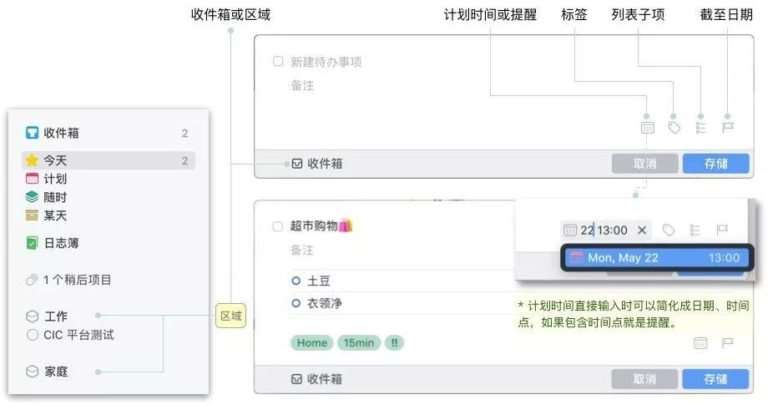 收件箱或区域
计划时间或提醒
标签
列表子项
截至日期
新建待办事项
备注
收件箱
取消
存储
收件箱 2
今天 2
计划
随时
某天
日志簿
1 个稍后项目
工作
CIC 平台测试
家庭
区域
超市购物
备注
土豆
衣领净
Home 15min !!
收件箱
取消
存储
22 13:00
Mon, May 22 13:00
* 计划时间直接输入时可以简化成日期、时间
点，如果包含时间点就是提醒。